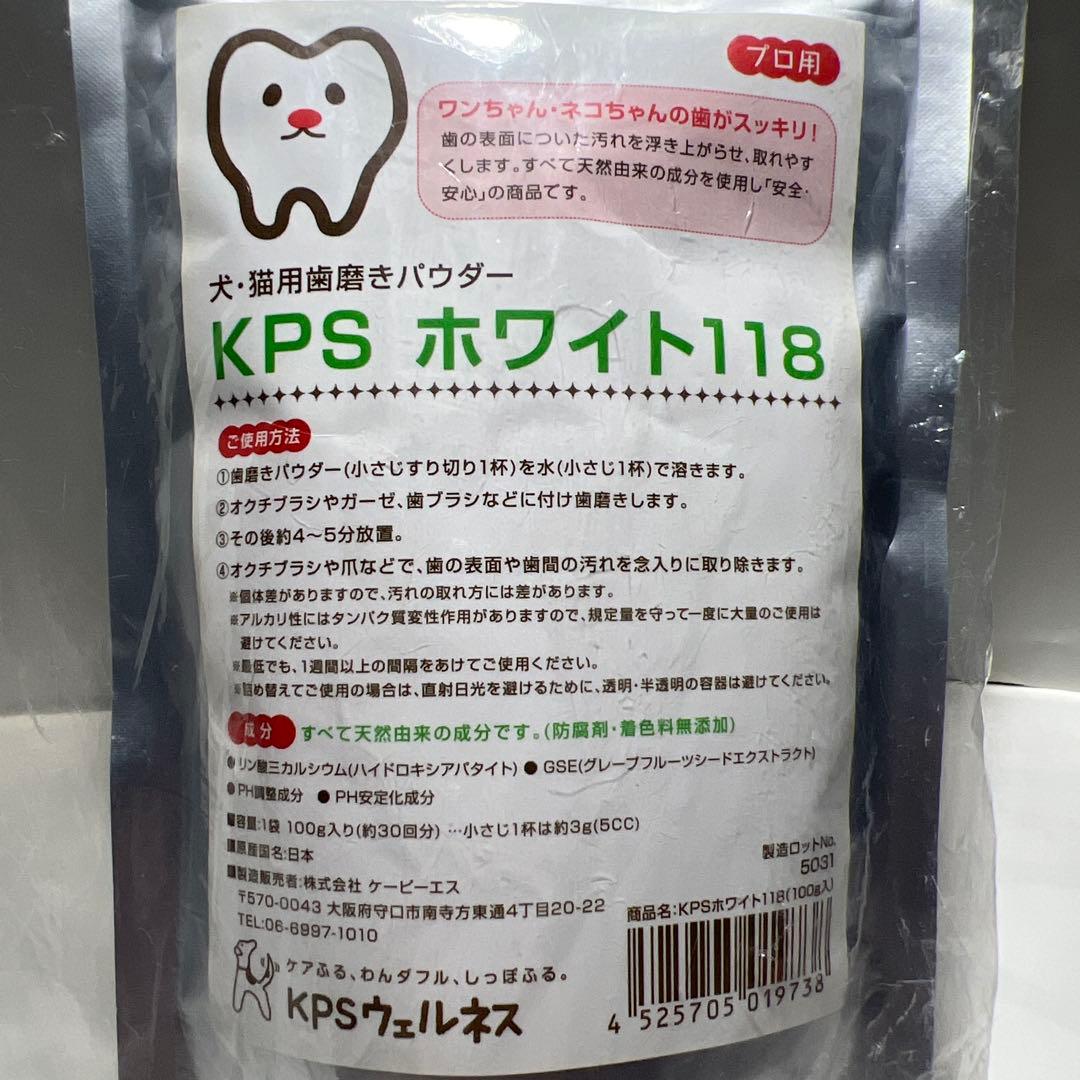 プロ用
ワンちゃん・ネコちゃんの歯がスッキリ!
歯の表面についた汚れを浮き上がらせ、取れやす
くします。すべて天然由来の成分を使用し「安全・
安心」の商品です。
犬・猫用歯磨きパウダー
KPS ホワイト118
ご使用方法
①歯磨きパウダー(小さじすり切り1杯)を水(小さじ1杯)で溶きます。
②オクチブラシやガーゼ、歯ブラシなどに付け歯磨きします。
③その後約4〜5分放置。
④オクチブラシや爪などで、歯の表面や歯間の汚れを念入りに取り除きます。
※個体差がありますので、汚れの取れ方には差があります。
※アルカリ性にはタンパク質変性作用がありますので、規定量を守って一度に大量のご使用は
避けてください。
※最低でも、1週間以上の間隔をあけてご使用ください。
※詰め替えてご使用の場合は、直射日光を避けるために、透明・半透明の容器は避けてください。
成分 すべて天然由来の成分です。(防腐剤・着色料無添加)
●リン酸三カルシウム(ハイドロキシアパタイト) ● GSE(グレープフルーツシードエクストラクト)
●PH調整成分 ●PH安定化成分
■容量:1袋 100g入り(約30回分) …小さじ1杯は約3g(5CC)
■原産国名:日本
■製造販売者:株式会社 ケーピーエス
〒570-0043 大阪府守口市南寺方東通4丁目20-22
TEL:06-6997-1010
製造ロットNo.
5031
商品名:KPSホワイト118(100g入)
4 525705 019738
ケアふる、わんダフル、しっぽふる。
KPSウェルネス